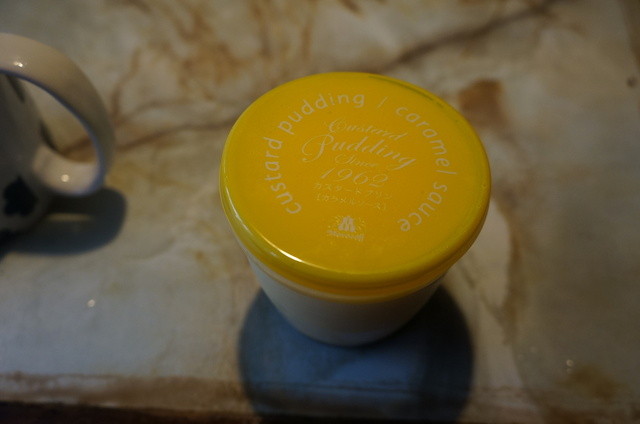 custard pudding / caramel sauce
Custard
Pudding
Since
1962